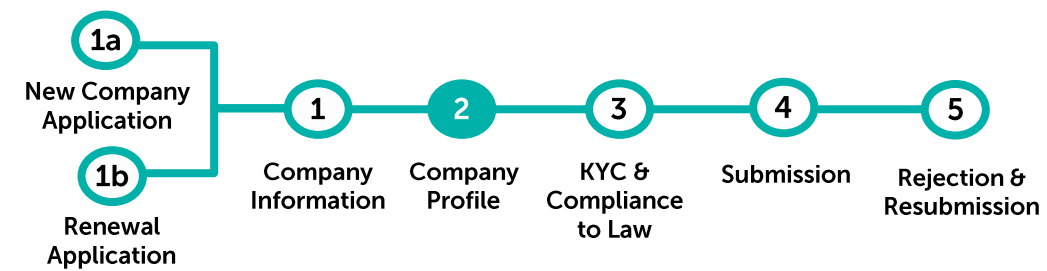 1a
New Company
Application
1b
Renewal
Application
1
Company
Information
2
Company
Profile
3
KYC &
Compliance
to Law
4
Submission
5
Rejection &
Resubmission